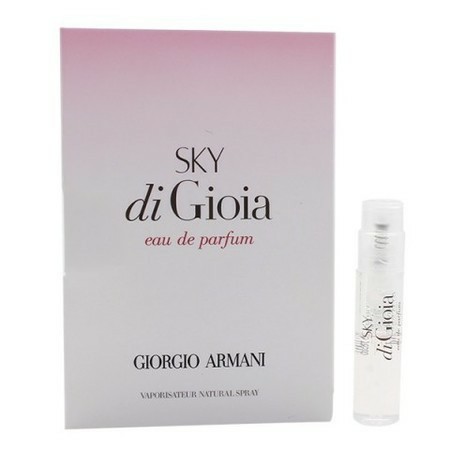 SKY
di Gioia
eau de parfum
GIORGIO ARMANI
VAPORISATEUR NATURAL SPRAY
SKY
di Gioia
eau de parfum